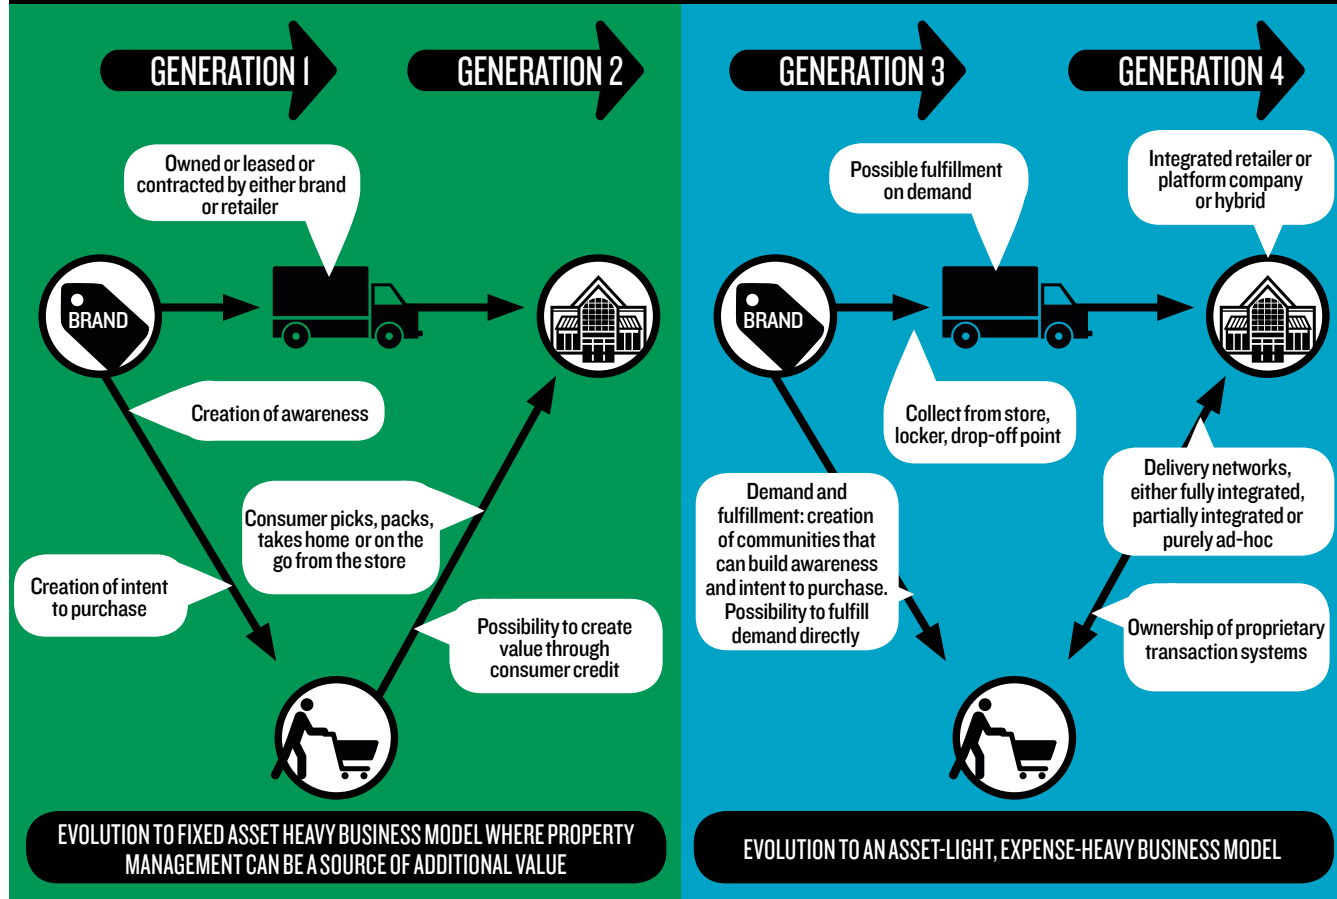 GENERATION 1
GENERATION 2
Owned or leased or
contracted by either brand
or retailer
BRAND
Creation of awareness
Consumer picks, packs,
takes home or on the
go from the store
Creation of intent
to purchase
Possibility to create
value through
consumer credit
EVOLUTION TO FIXED ASSET HEAVY BUSINESS MODEL WHERE PROPERTY
MANAGEMENT CAN BE A SOURCE OF ADDITIONAL VALUE
GENERATION 3
GENERATION 4
Possible fulfillment
on demand
Integrated retailer or
platform company
or hybrid
BRAND
Collect from store,
locker, drop-off point
Delivery networks,
either fully integrated,
partially integrated or
purely ad-hoc
Demand and
fulfillment: creation
of communities that
can build awareness
and intent to purchase.
Possibility to fulfill
demand directly
Ownership of proprietary
transaction systems
EVOLUTION TO AN ASSET-LIGHT, EXPENSE-HEAVY BUSINESS MODEL